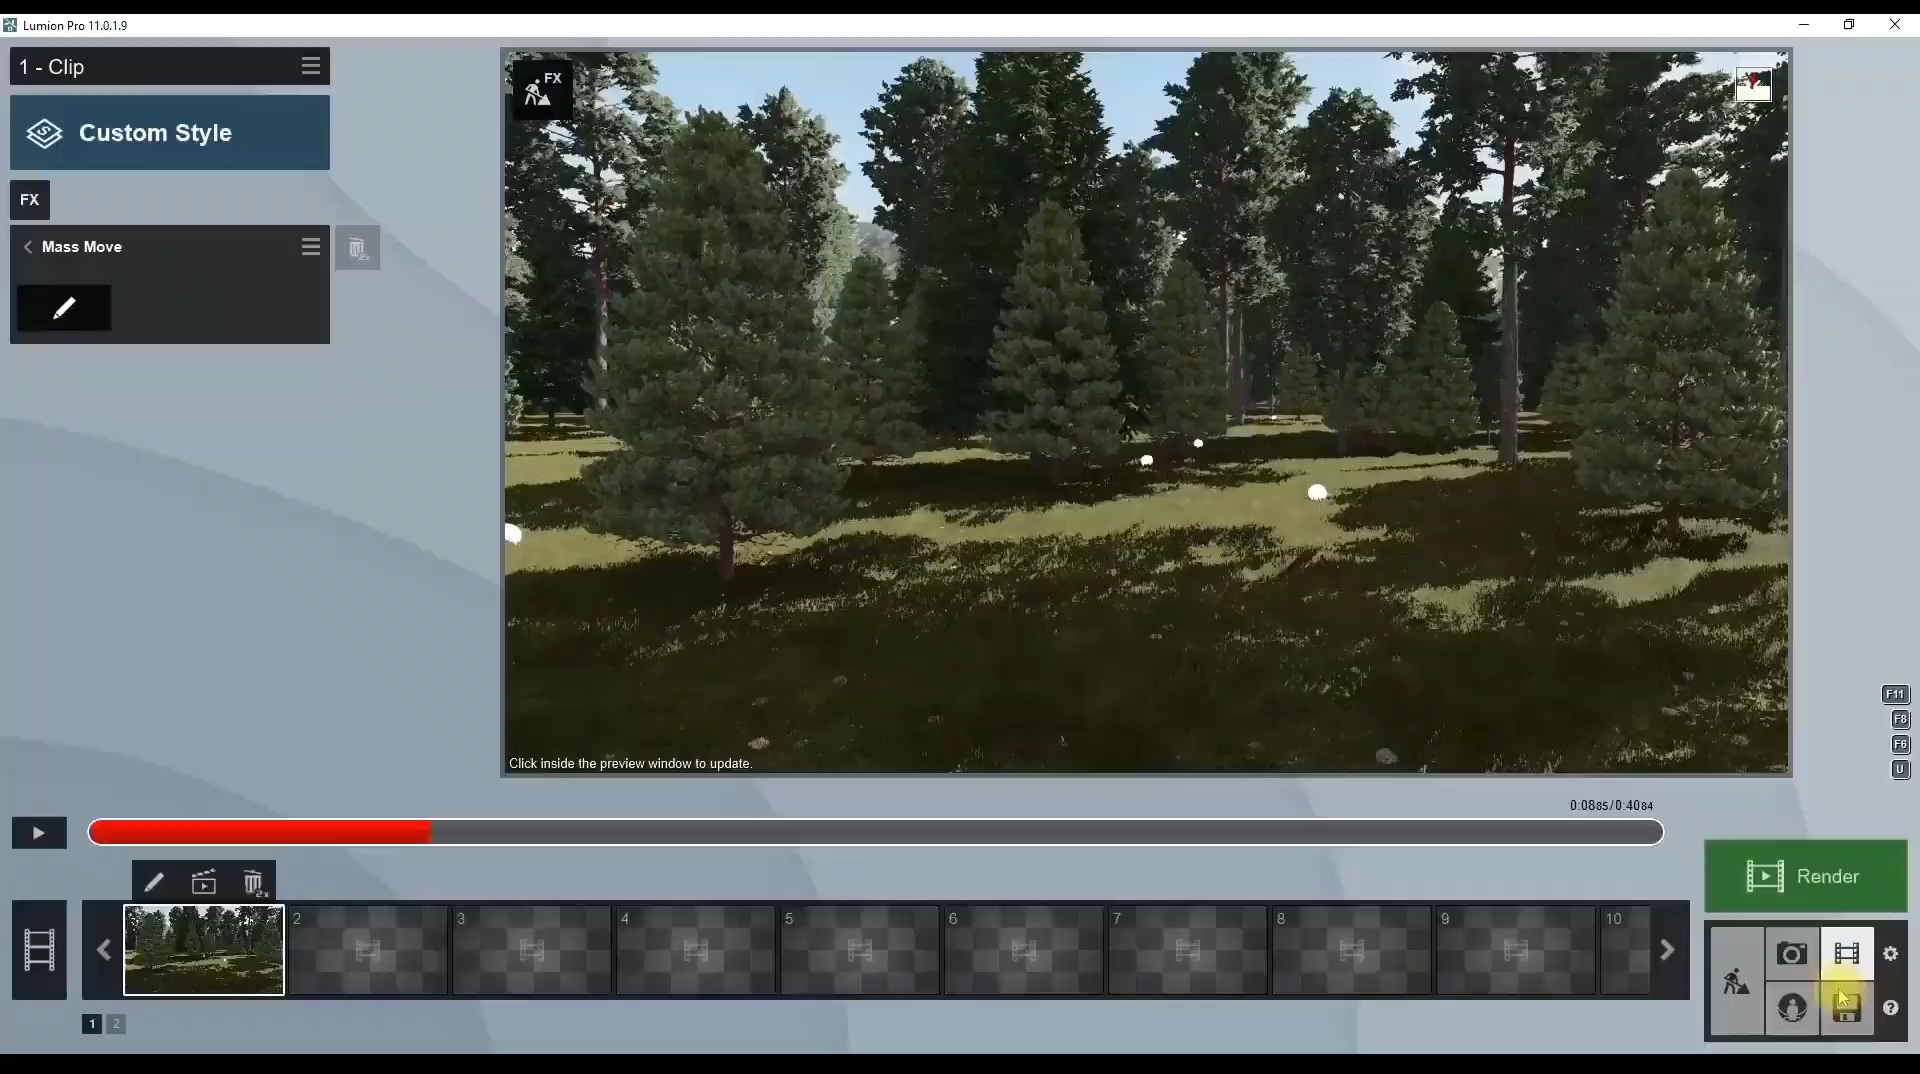 Lumion Pro 11.0.1.9
1 - Clip
Custom Style
FX
Mass Move
FX
Click inside the preview window to update.
F11
F8
F6
U
0:0885/0:4084
2x
Render
2
3
4
5
6
7
8
9
10
?
1
2